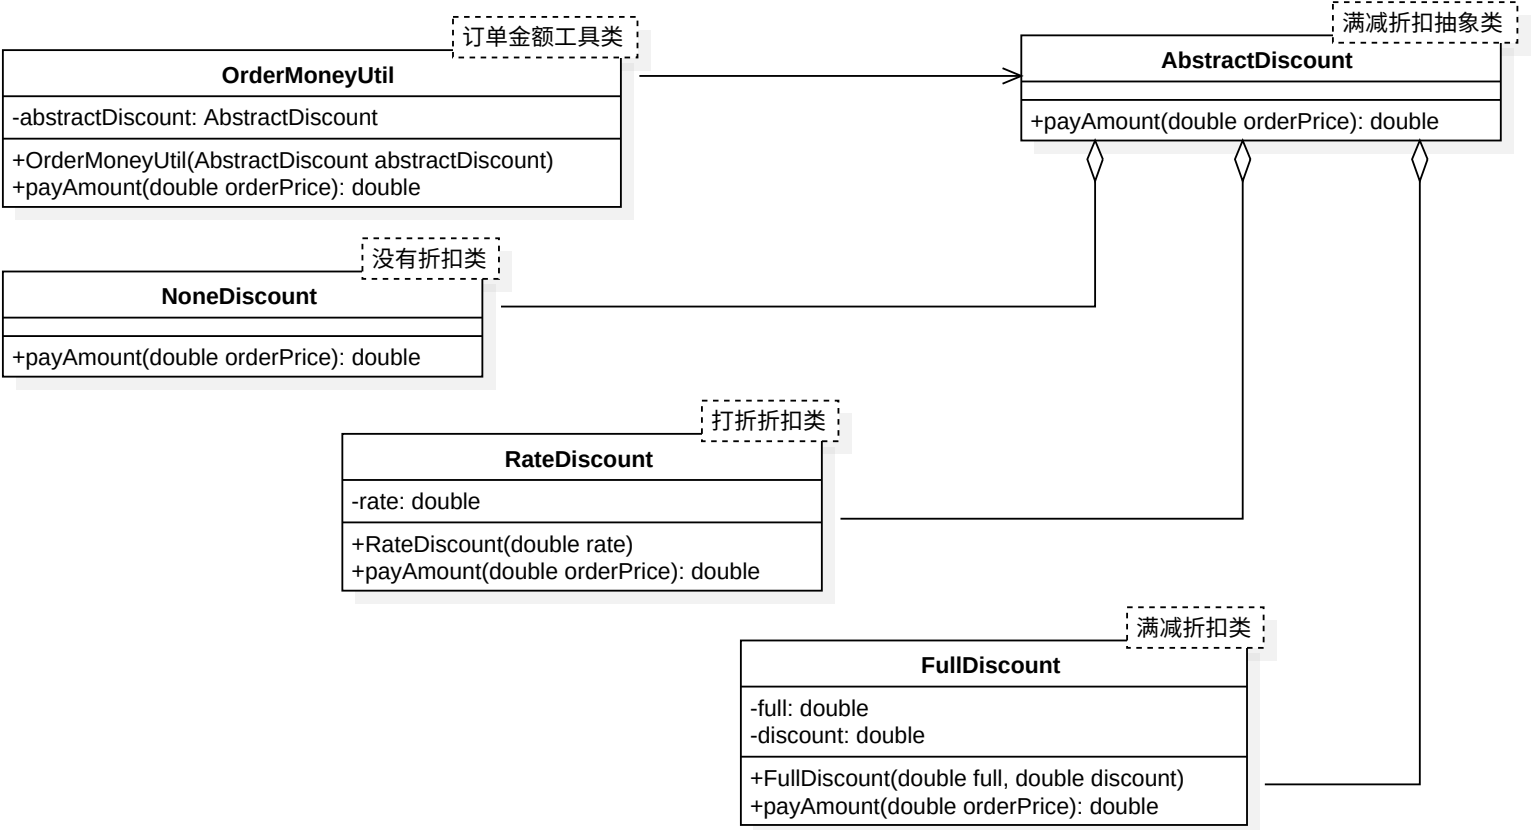 订单金额工具类
OrderMoneyUtil
-abstractDiscount: AbstractDiscount
+OrderMoneyUtil(AbstractDiscount abstractDiscount)
+payAmount(double orderPrice): double
满减折扣抽象类
AbstractDiscount
+payAmount(double orderPrice): double
没有折扣类
NoneDiscount
+payAmount(double orderPrice): double
打折折扣类
RateDiscount
-rate: double
+RateDiscount(double rate)
+payAmount(double orderPrice): double
满减折扣类
FullDiscount
-full: double
-discount: double
+FullDiscount(double full, double discount)
+payAmount(double orderPrice): double